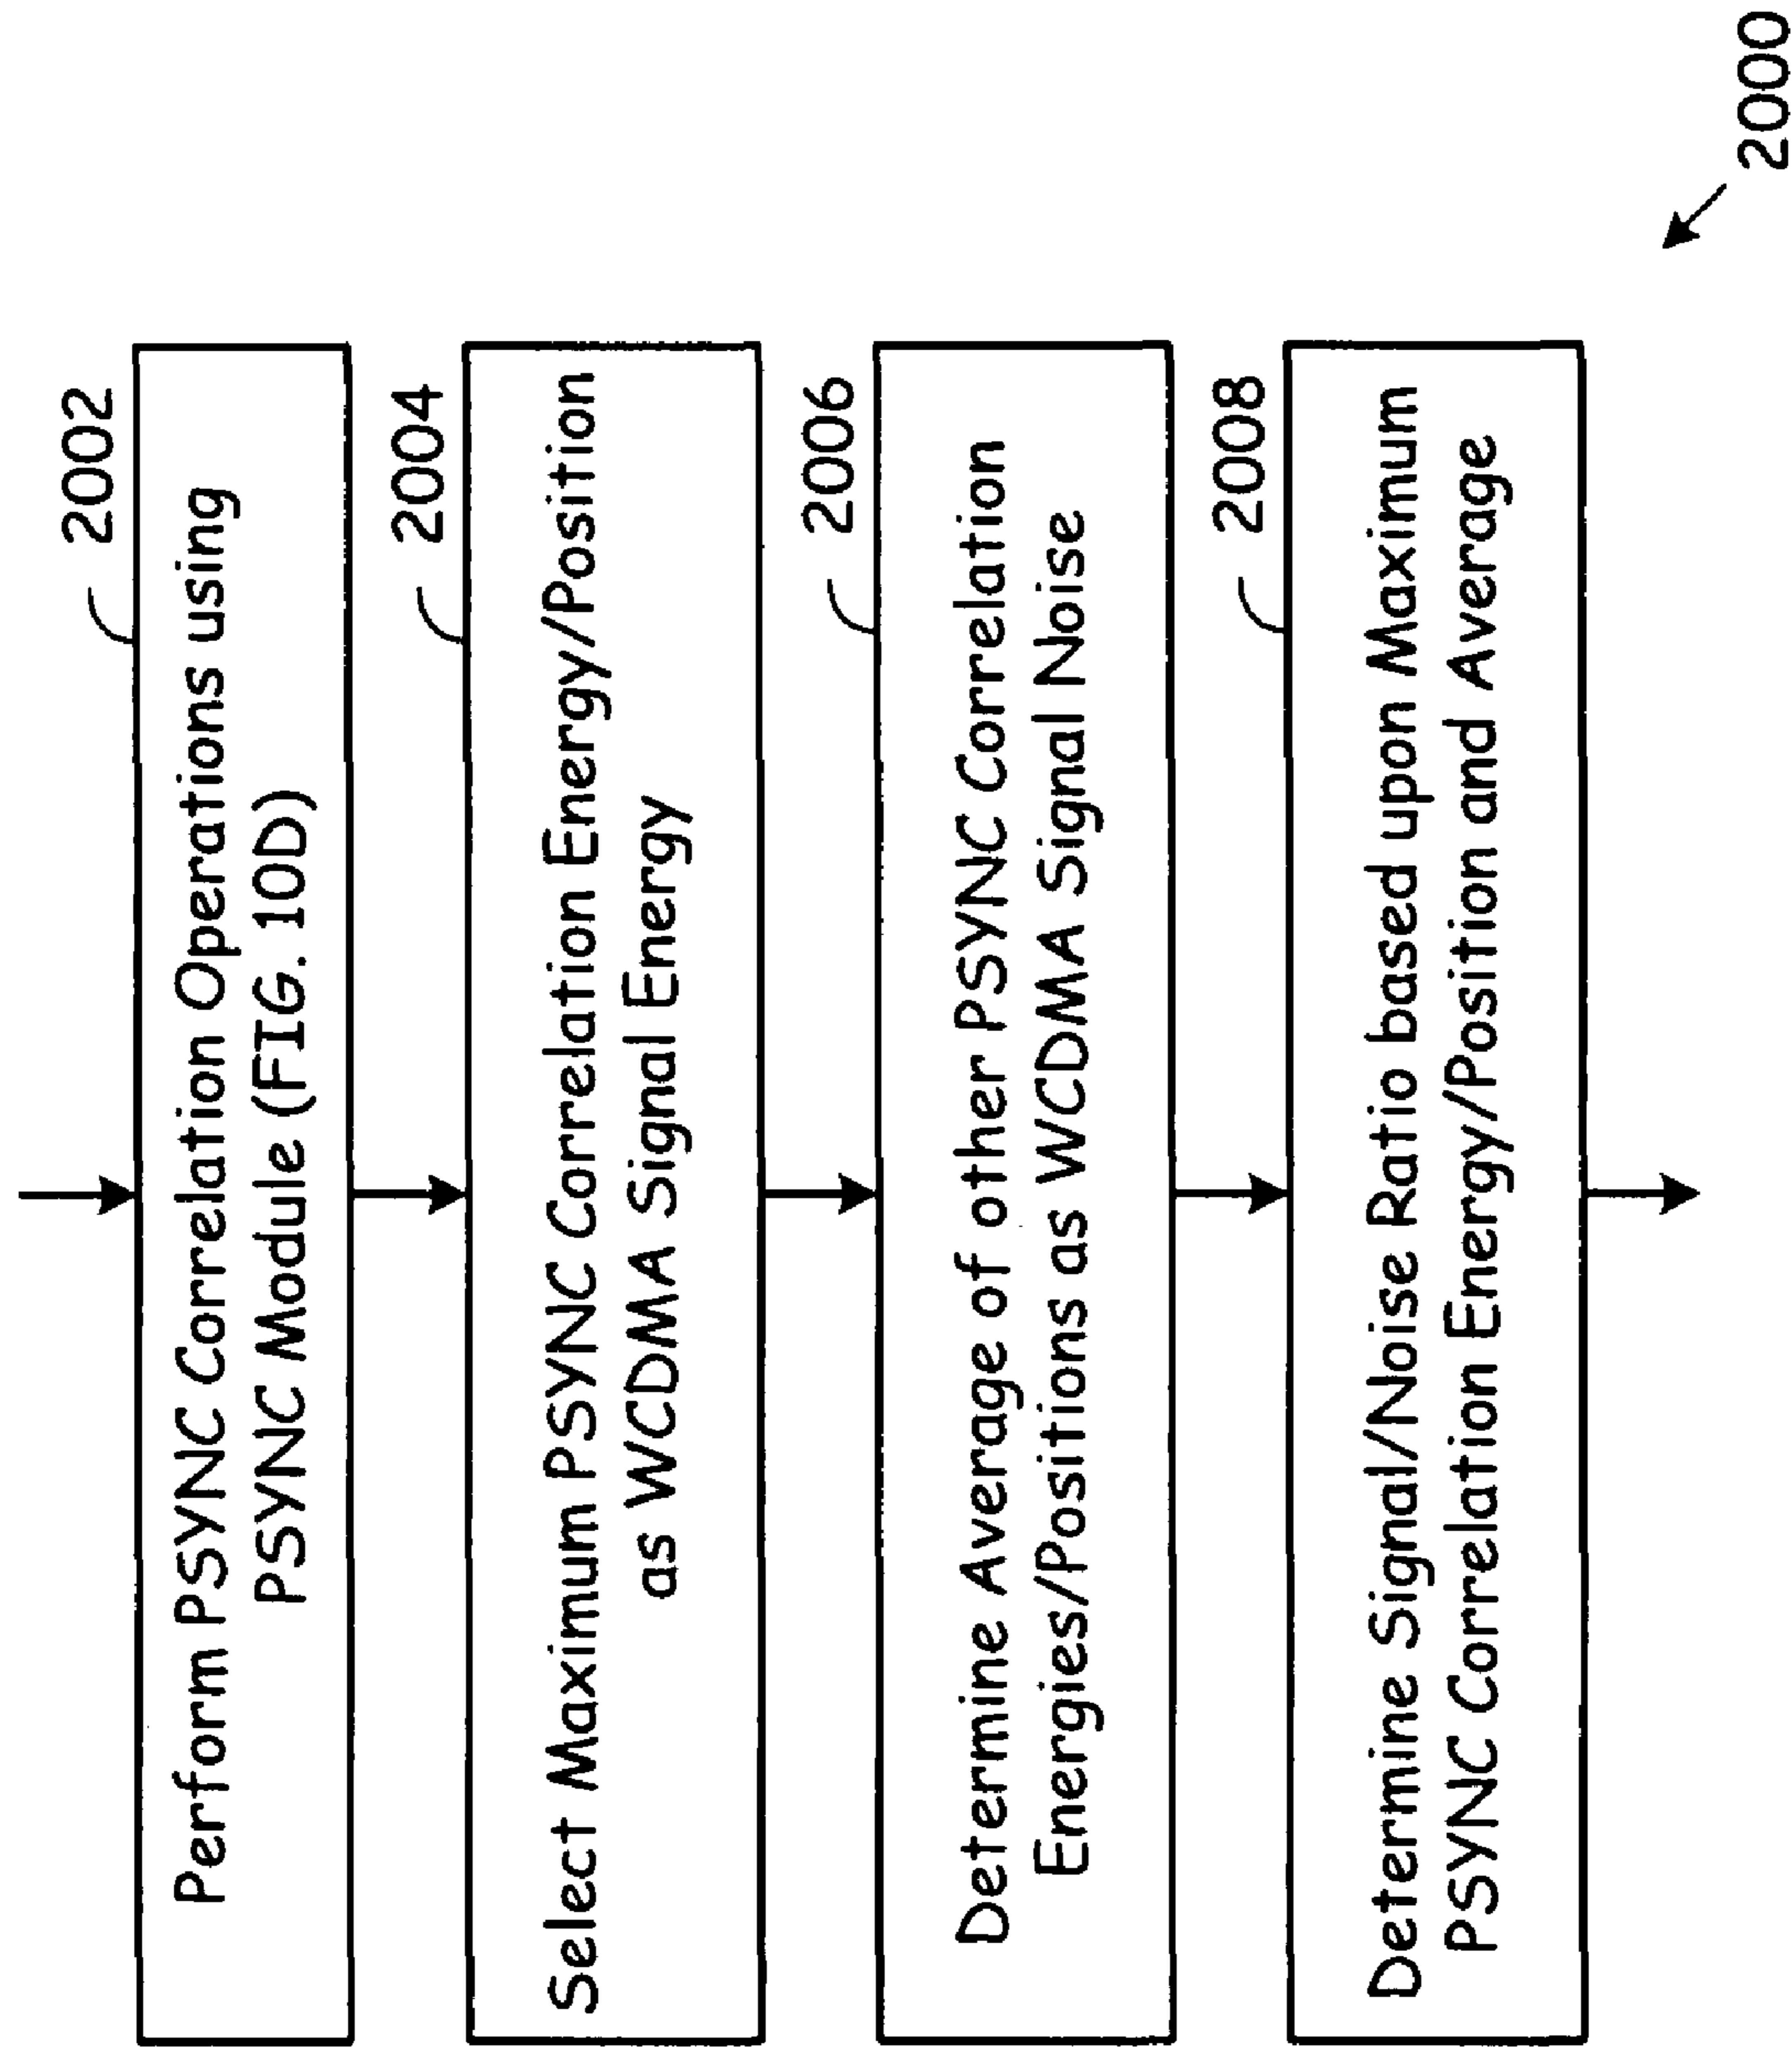 2002
Perform PSYNC Correlation Operations using
PSYNC Module (FIG. 10D)
2004
Select Maximum PSYNC Correlation Energy/Position
as WCDMA Signal Energy
2006
Determine Average of other PSYNC Correlation
Energies/Positions as WCDMA Signal Noise
2008
Determine Signal/Noise Ratio based upon Maximum
PSYNC Correlation Energy/Position and Average
2000